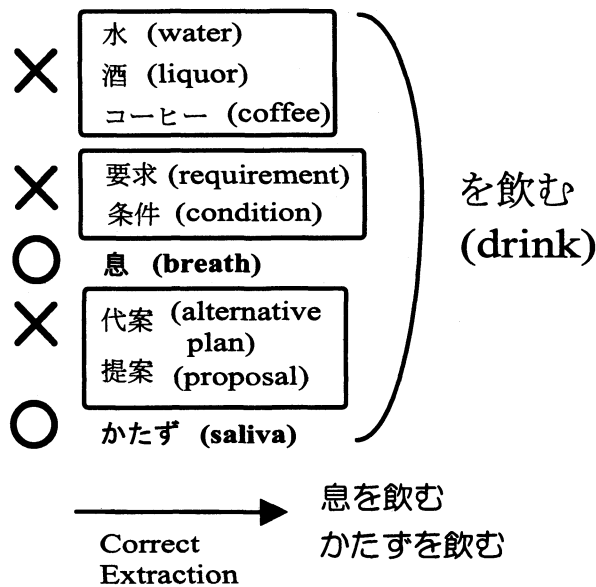 水 (water)
酒 (liquor)
コーヒー (coffee)
要求 (requirement)
条件 (condition)
息 (breath)
代案 (alternative
plan)
提案 (proposal)
かたず (saliva)
を飲む
(drink)
Correct
Extraction
息を飲む
かたずを飲む